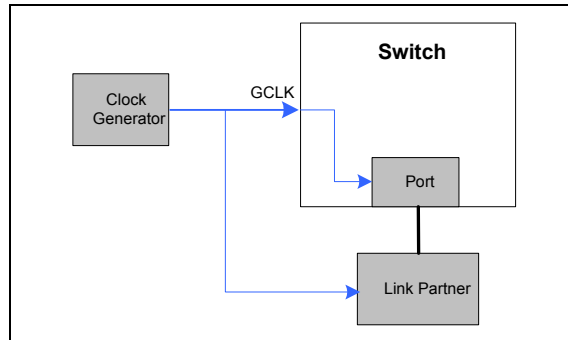 Switch
Clock
Generator
GCLK
Port
Link Partner